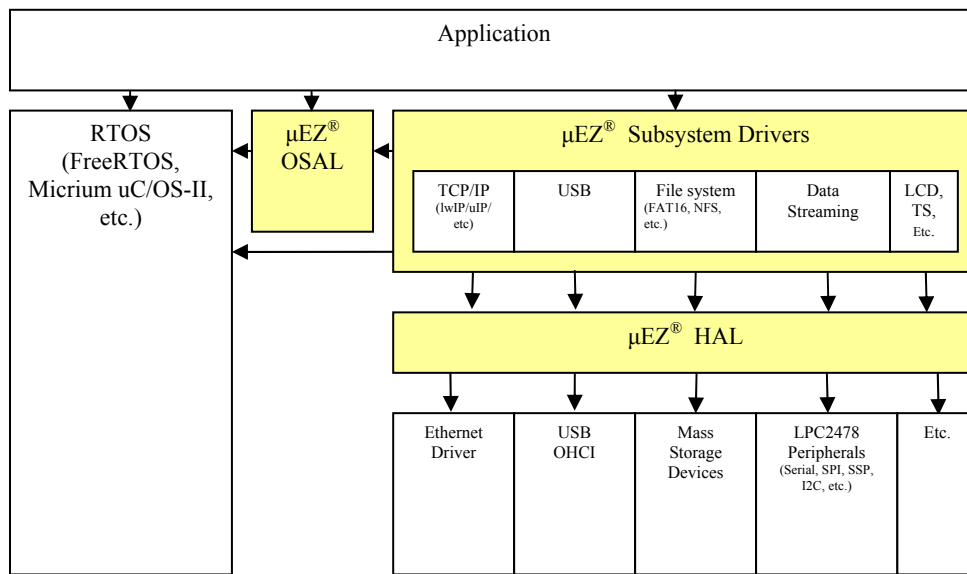 Application
RTOS
(FreeRTOS,
Micrium uC/OS-II,
etc.)
μEZ®
OSAL
μEZ® Subsystem Drivers
TCP/IP
(lwIP/uIP/
etc)
USB
File system
(FAT16, NFS,
etc.)
Data
Streaming
LCD,
TS,
Etc.
μEZ® HAL
Ethernet
Driver
USB
OHCI
Mass
Storage
Devices
LPC2478
Peripherals
(Serial, SPI, SSP,
I2C, etc.)
Etc.